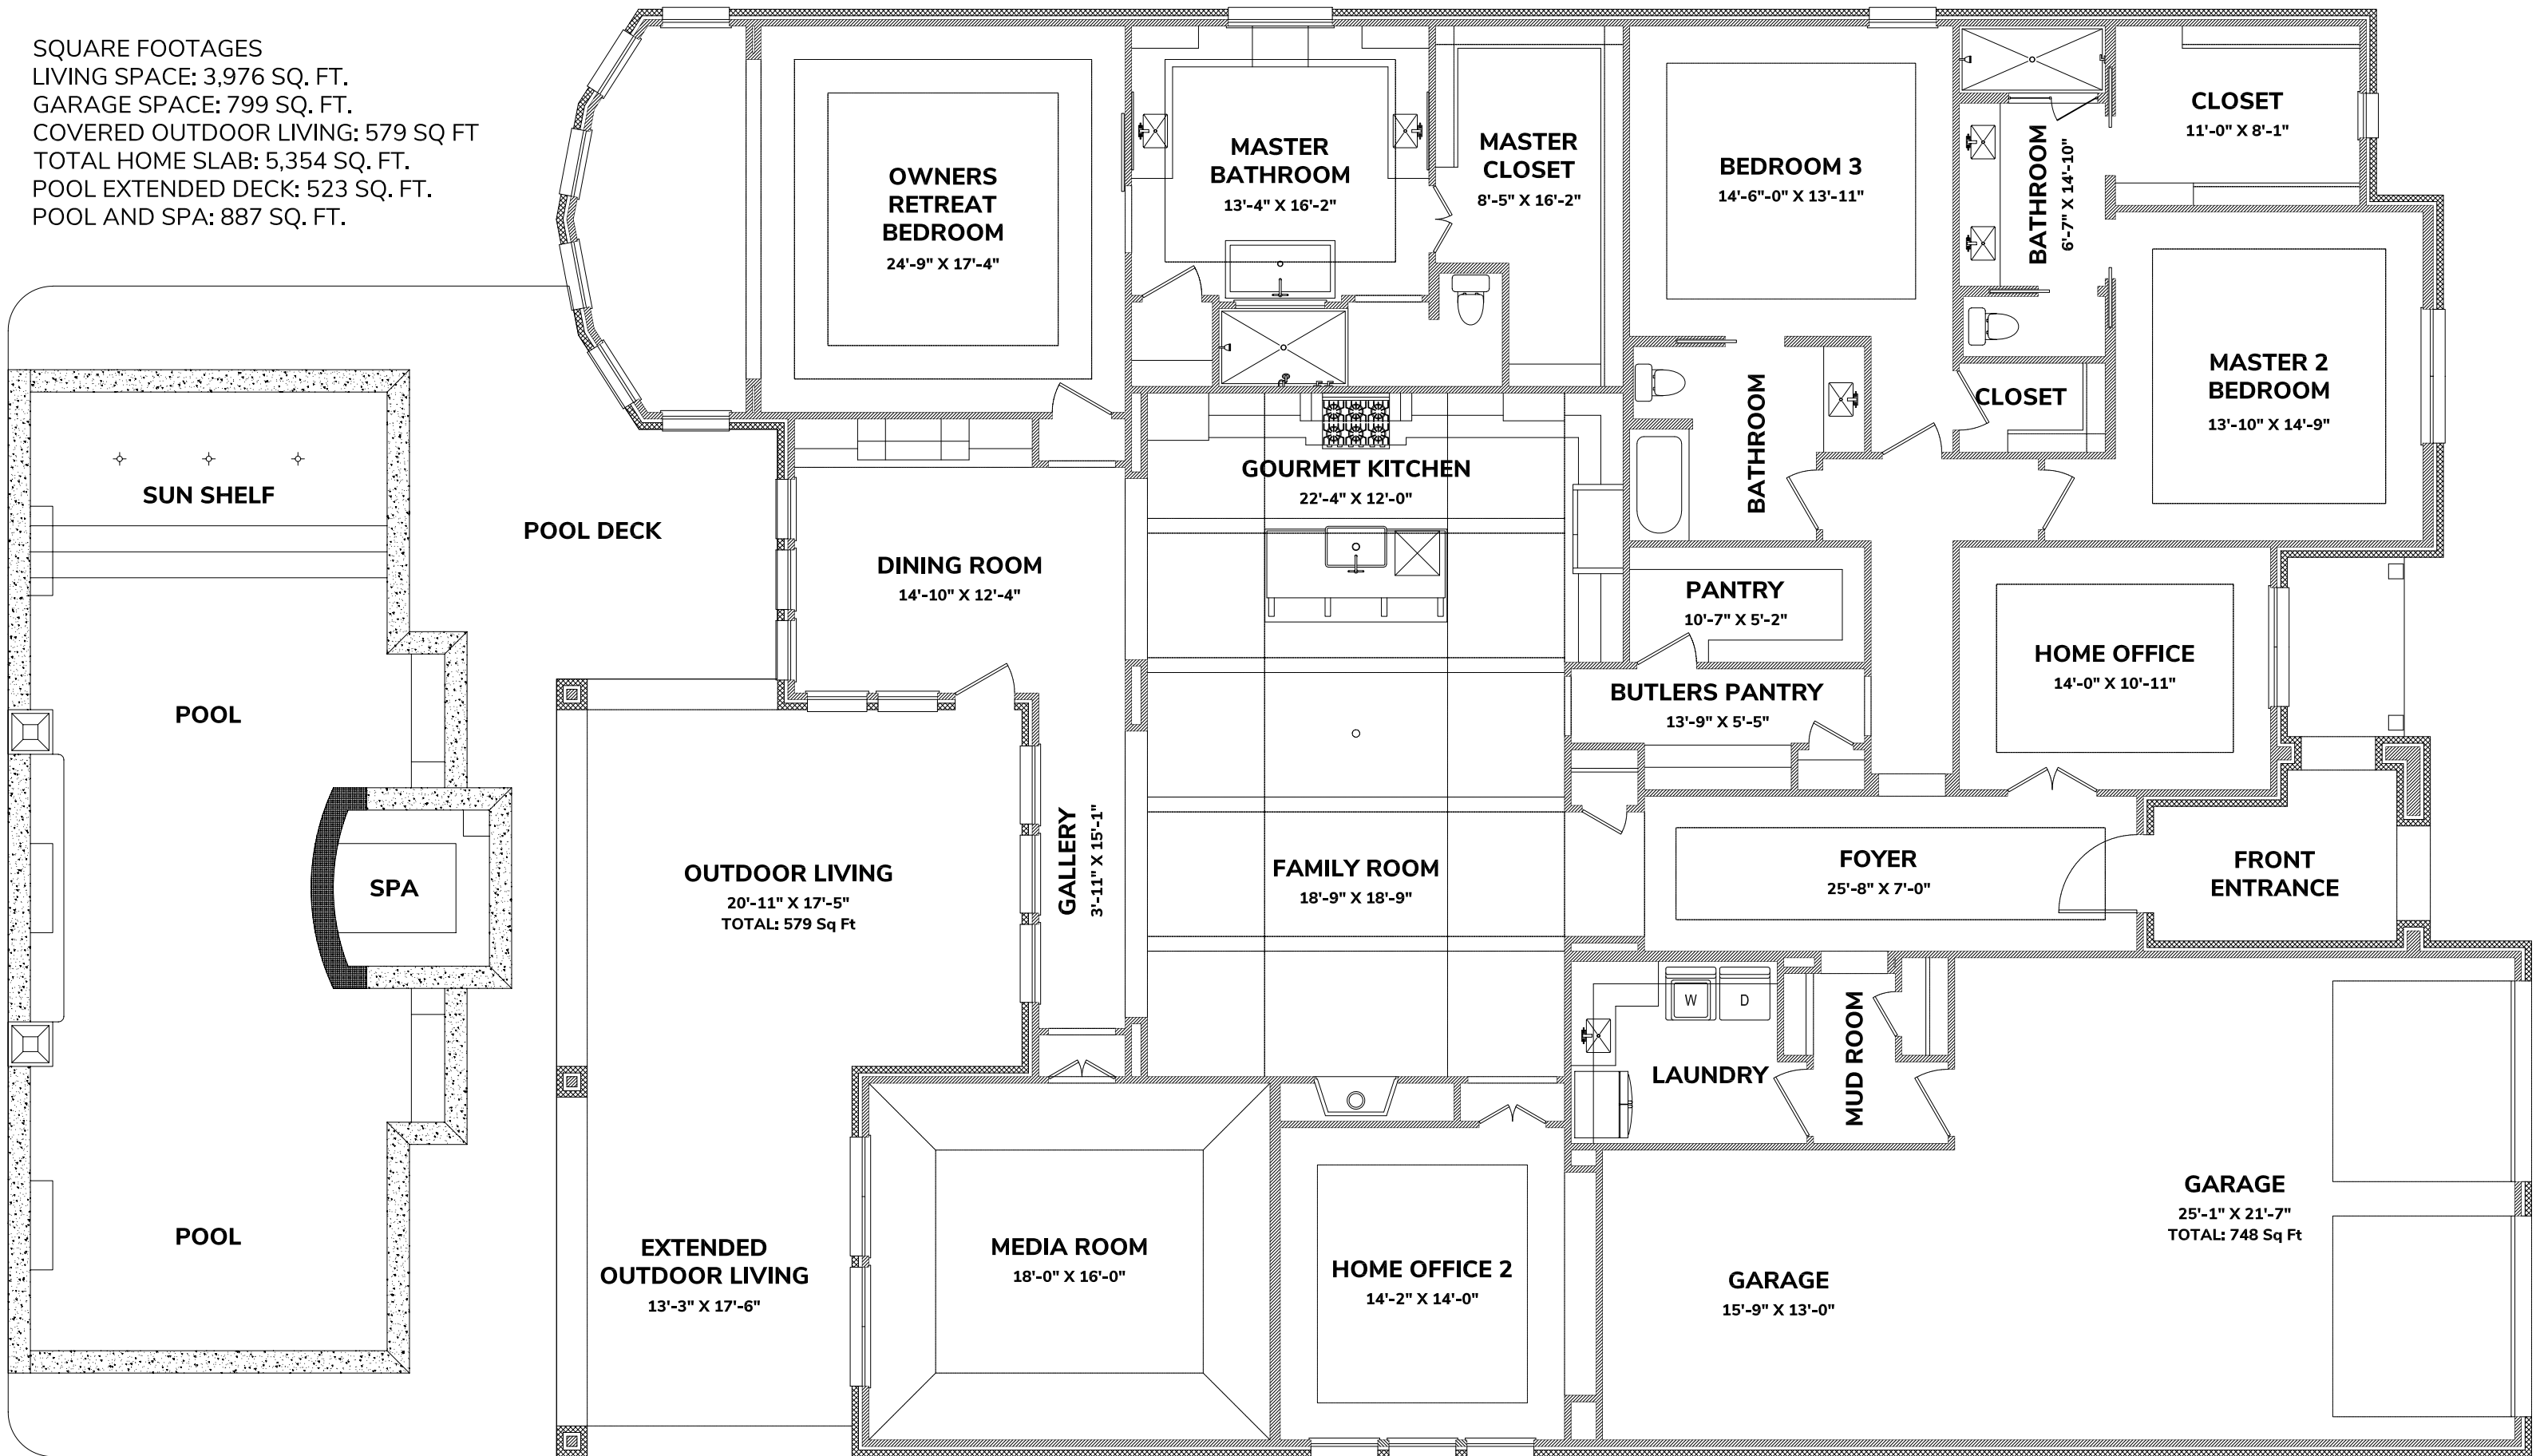 SQUARE FOOTAGES
LIVING SPACE: 3,976 SQ. FT.
GARAGE SPACE: 799 SQ. FT.
COVERED OUTDOOR LIVING: 579 SQ FT
TOTAL HOME SLAB: 5,354 SQ. FT.
POOL EXTENDED DECK: 523 SQ. FT.
POOL AND SPA: 887 SQ. FT.
OWNERS
RETREAT
BEDROOM
24'-9" X 17'-4"
MASTER
BATHROOM
13'-4" X 16'-2"
MASTER
CLOSET
8'-5" X 16'-2"
BEDROOM 3
14'-6"-0" X 13'-11"
BATHROOM
6'-7" X 14'-10"
CLOSET
11'-0" X 8'-1"
MASTER 2
BEDROOM
13'-10" X 14'-9"
CLOSET
BATHROOM
SUN SHELF
POOL DECK
DINING ROOM
14'-10" X 12'-4"
GOURMET KITCHEN
22'-4" X 12'-0"
PANTRY
10'-7" X 5'-2"
BUTLERS PANTRY
13'-9" X 5'-5"
HOME OFFICE
14'-0" X 10'-11"
POOL
SPA
OUTDOOR LIVING
20'-11" X 17'-5"
TOTAL: 579 Sq Ft
GALLERY
3'-11" X 15'-1"
FAMILY ROOM
18'-9" X 18'-9"
FOYER
25'-8" X 7'-0"
FRONT
ENTRANCE
W
D
LAUNDRY
MUD ROOM
POOL
EXTENDED
OUTDOOR LIVING
13'-3" X 17'-6"
MEDIA ROOM
18'-0" X 16'-0"
HOME OFFICE 2
14'-2" X 14'-0"
GARAGE
15'-9" X 13'-0"
GARAGE
25'-1" X 21'-7"
TOTAL: 748 Sq Ft